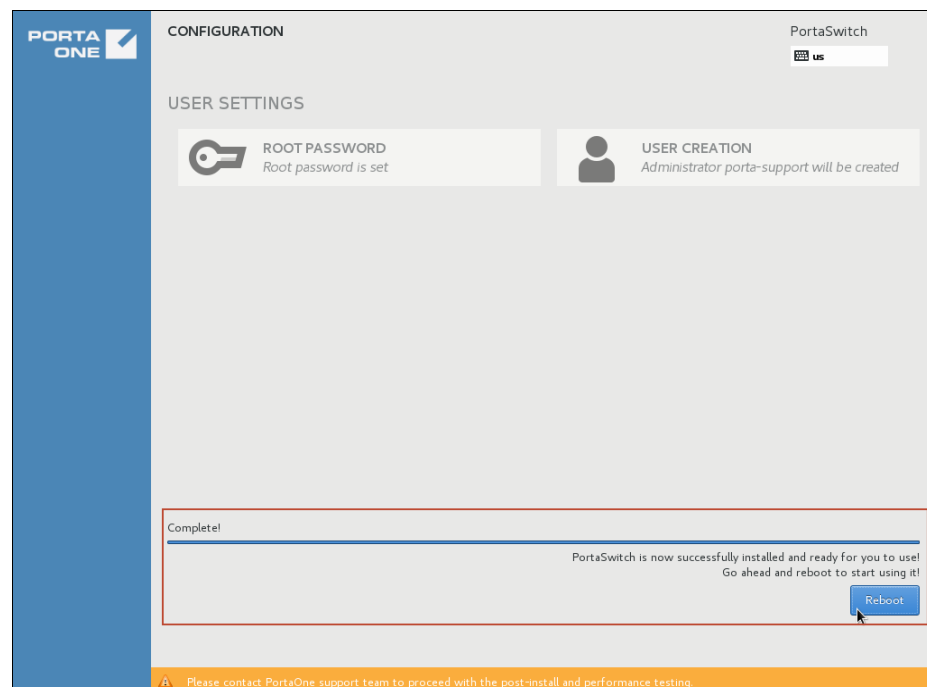 PORTA
ONE
CONFIGURATION
PortaSwitch
us
USER SETTINGS
ROOT PASSWORD
Root password is set
USER CREATION
Administrator porta-support will be created
Complete!
PortaSwitch is now successfully installed and ready for you to use!
Go ahead and reboot to start using it!
Reboot
Please contact PortaOne support team to proceed with the post-install and performance testing.